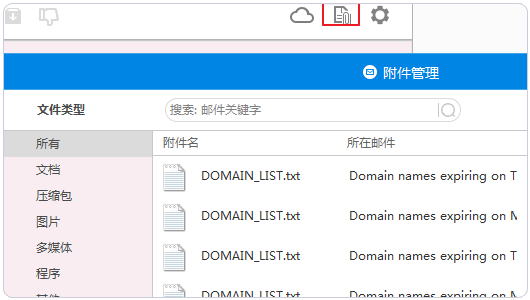 附件管理
文件类型
搜索: 邮件关键字
所有
附件名
所在邮件
文档
DOMAIN_LIST.txt
Domain names expiring on T
压缩包
图片
DOMAIN_LIST.txt
Domain names expiring on
多媒体
DOMAIN_LIST.txt
Domain names expiring on T
程序
DOMAIN_LIST.txt
Domain names expiring on
其他